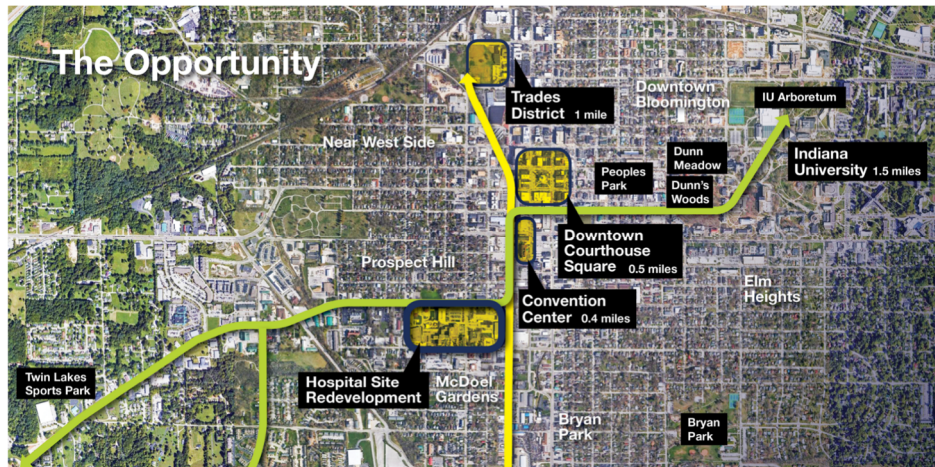 The Opportunity
Trades
District 1 mile
Downtown
Bloomington
IU Arboretum
Near West Side
Dunn
Meadow
Indiana
University 1.5 miles
Peoples
Park
Dunn's
Woods
Downtown
Courthouse
Square 0.5 miles
Prospect Hill
Elm
Heights
Convention
Center 0.4 miles
Twin Lakes
Sports Park
Hospital Site
Redevelopment
McDoel
Gardens
Bryan
Park
Bryan
Park